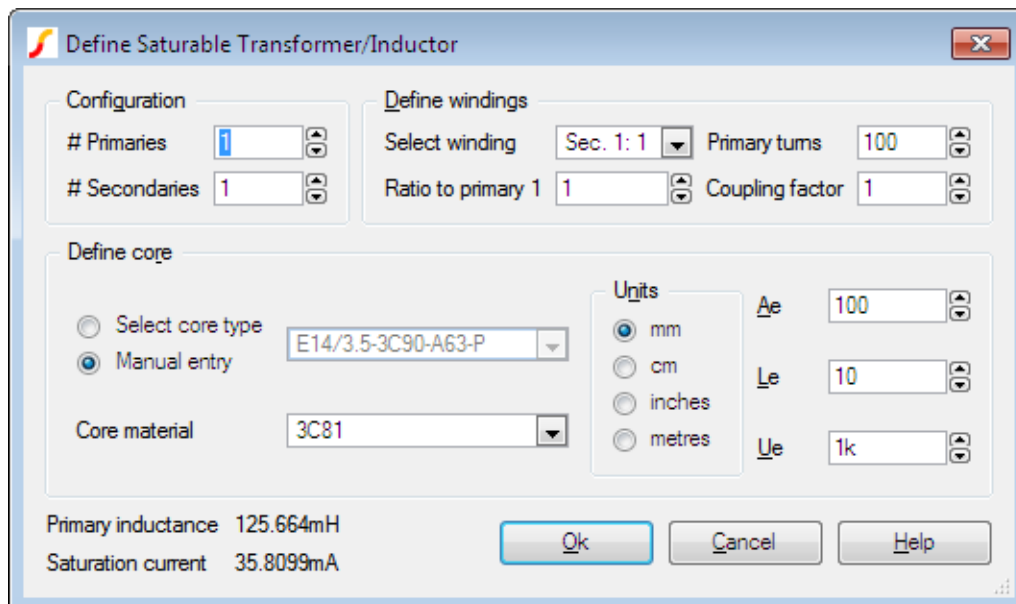 Define Saturable Transformer/Inductor
Configuration
# Primaries 1
# Secondaries 1
Define windings
Select winding Sec. 1: 1 Primary turns 100
Ratio to primary 1 1 Coupling factor 1
Define core
Select core type
Manual entry
E14/3.5-3C90-A63-P
Core material 3C81
Units
mm
cm
inches
metres
Ae 100
Le 10
Ue 1k
Primary inductance 125.664mH
Saturation current 35.8099mA
Ok Cancel Help